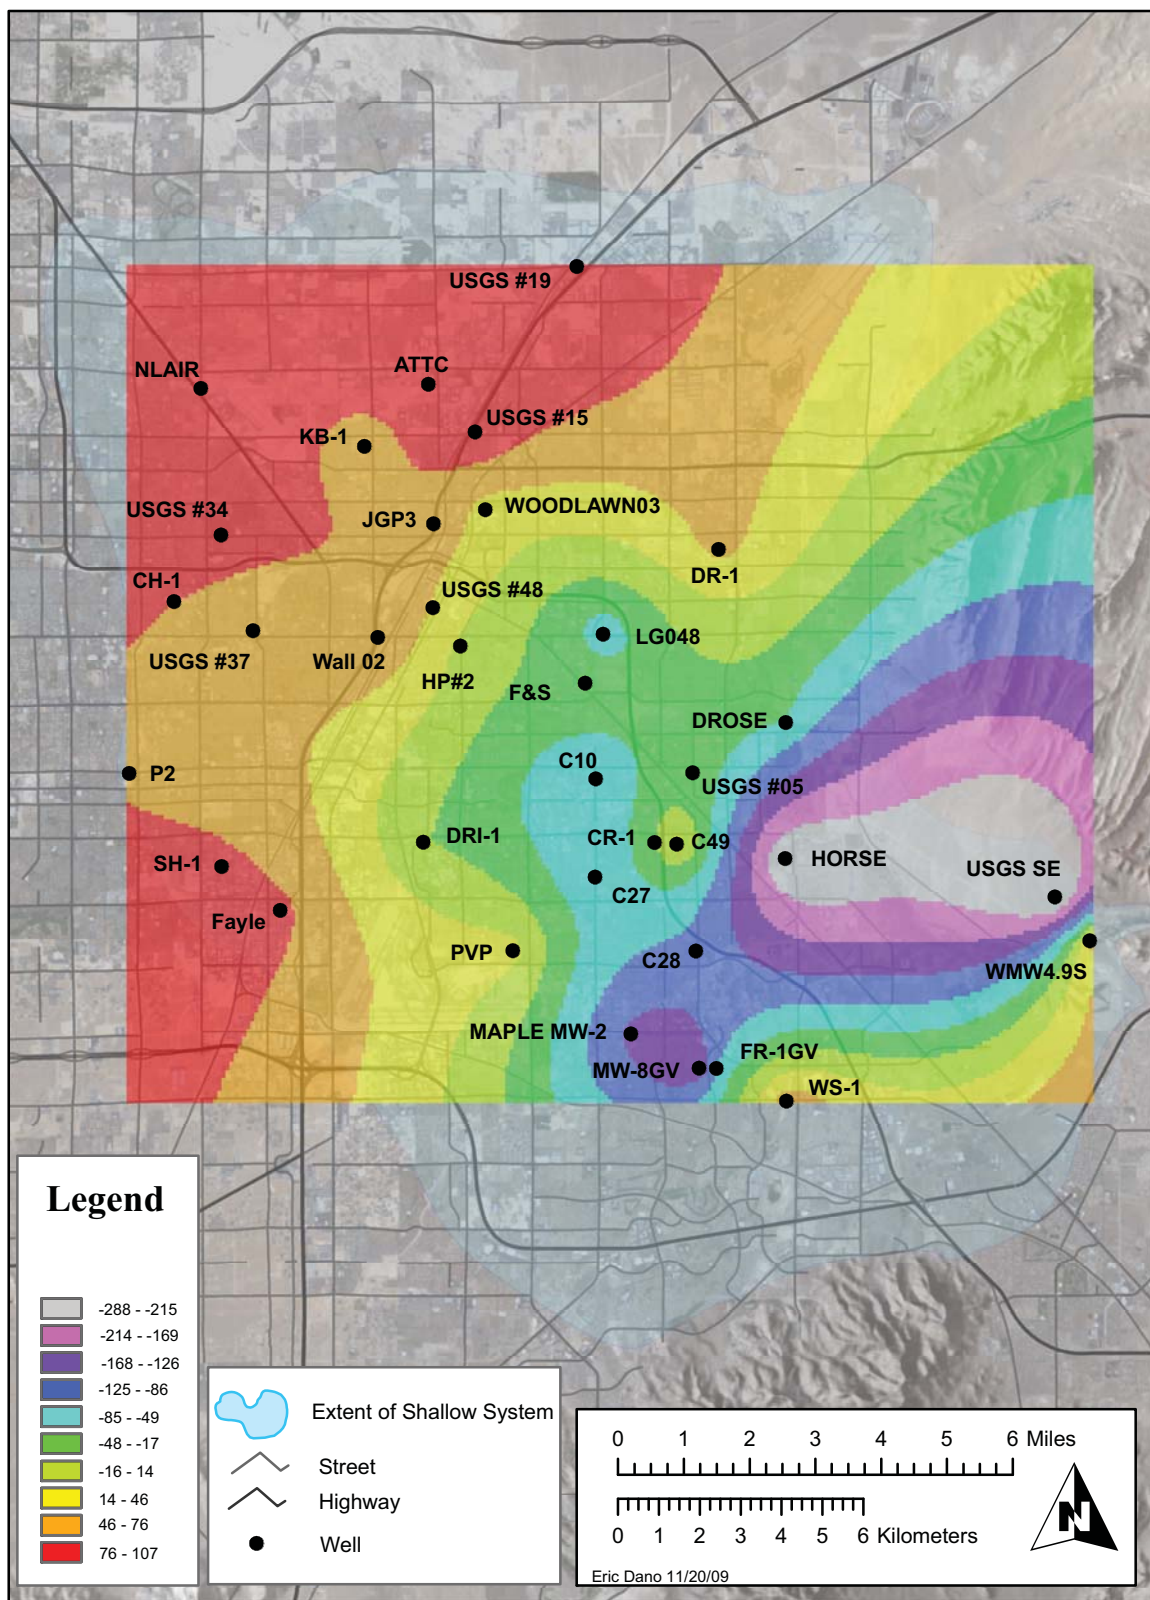 USGS #19
NLAIR
ATTC
USGS #15
KB-1
USGS #34
JGP3
WOODLAWN03
CH-1
DR-1
USGS #48
USGS #37
Wall 02
LG048
HP#2
F&S
DROSE
P2
C10
USGS #05
DRI-1
CR-1
C49
SH-1
HORSE
USGS SE
C27
Fayle
PVP
C28
WMW4.9S
MAPLE MW-2
FR-1GV
MW-8GV
WS-1
Legend
-288 - -215
-214 - -169
-168 - -126
-125 - -86
-85 - -49
-48 - -17
-16 - 14
14 - 46
46 - 76
76 - 107
Extent of Shallow System
Street
Highway
Well
0 1 2 3 4 5 6 Miles
0 1 2 3 4 5 6 Kilometers
N
Eric Dano 11/20/09